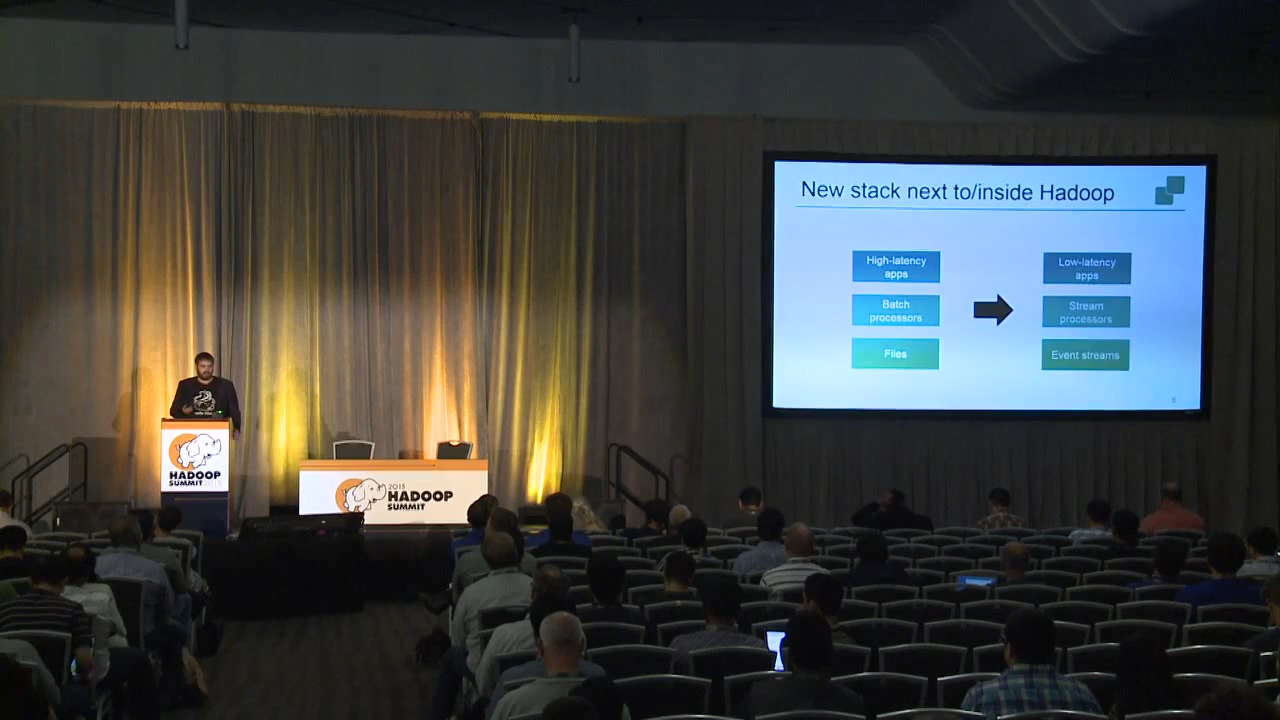 New stack next to/inside Hadoop
High-latency
apps
Low-latency
apps
Batch
processors
Stream
processors
Files
Event streams
HADOOP
SUMMIT 2015
2015
HADOOP
SUMMIT